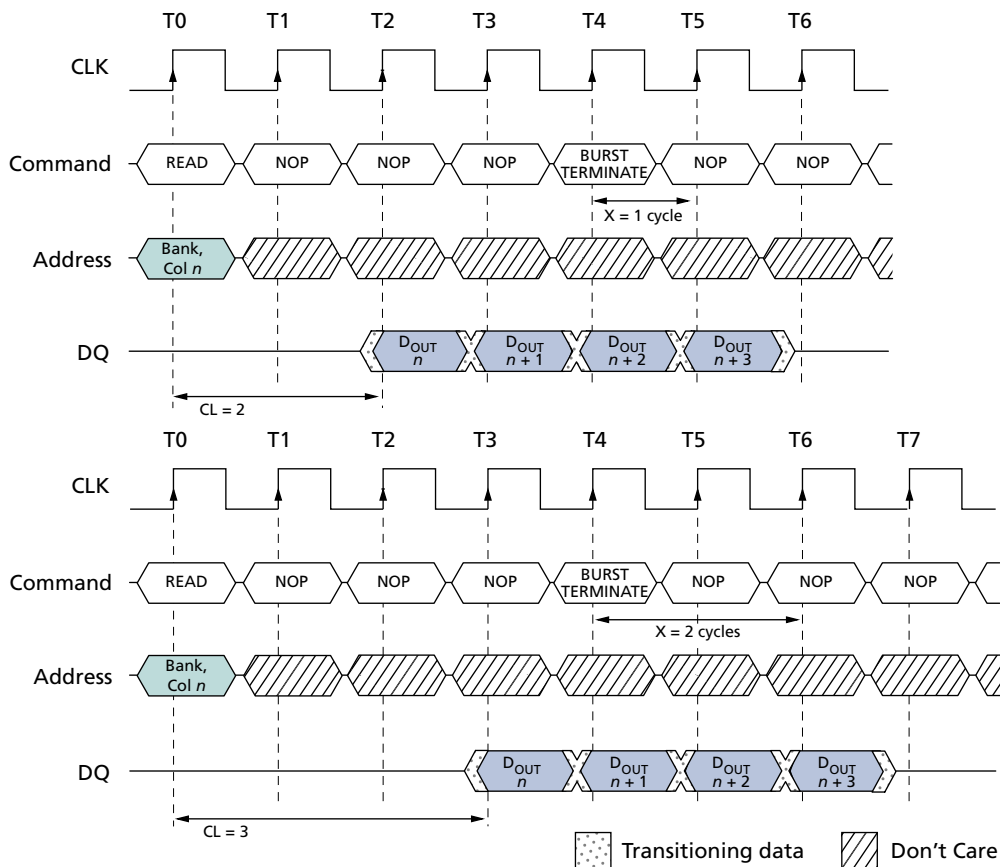 T0 T1 T2 T3 T4 T5 T6
CLK
Command READ NOP NOP NOP BURST TERMINATE NOP NOP
X = 1 cycle
Address Bank, Col n
DQ DOUT n DOUT n + 1 DOUT n + 2 DOUT n + 3
CL = 2
T0 T1 T2 T3 T4 T5 T6 T7
CLK
Command READ NOP NOP NOP BURST TERMINATE NOP NOP NOP
X = 2 cycles
Address Bank, Col n
DQ DOUT n DOUT n + 1 DOUT n + 2 DOUT n + 3
CL = 3
Transitioning data Don't Care